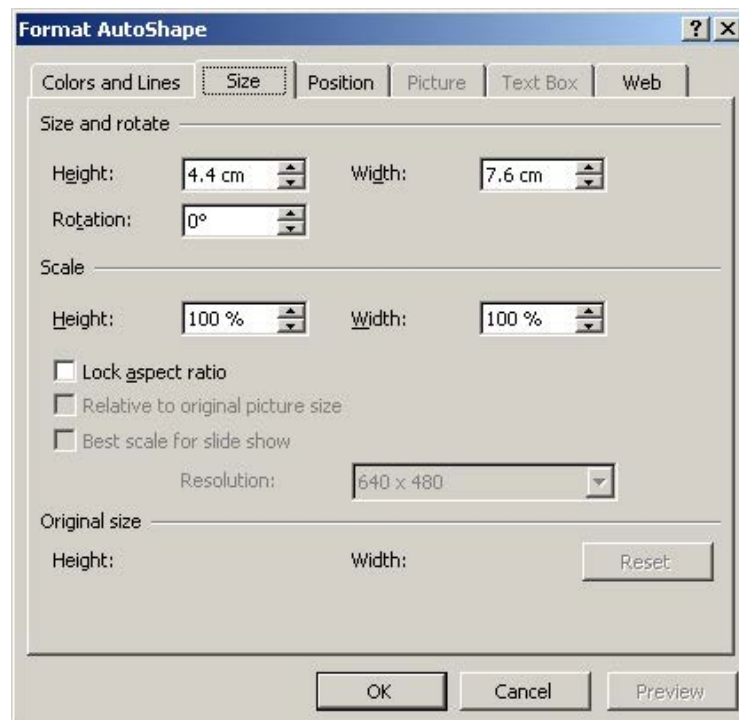 Format AutoShape
Colors and Lines Size Position Picture Text Box Web
Size and rotate
Height: 4.4 cm Width: 7.6 cm
Rotation: 0°
Scale
Height: 100 % Width: 100 %
Lock aspect ratio
Relative to original picture size
Best scale for slide show
Resolution: 640 x 480
Original size
Height: Width: Reset
OK Cancel Preview